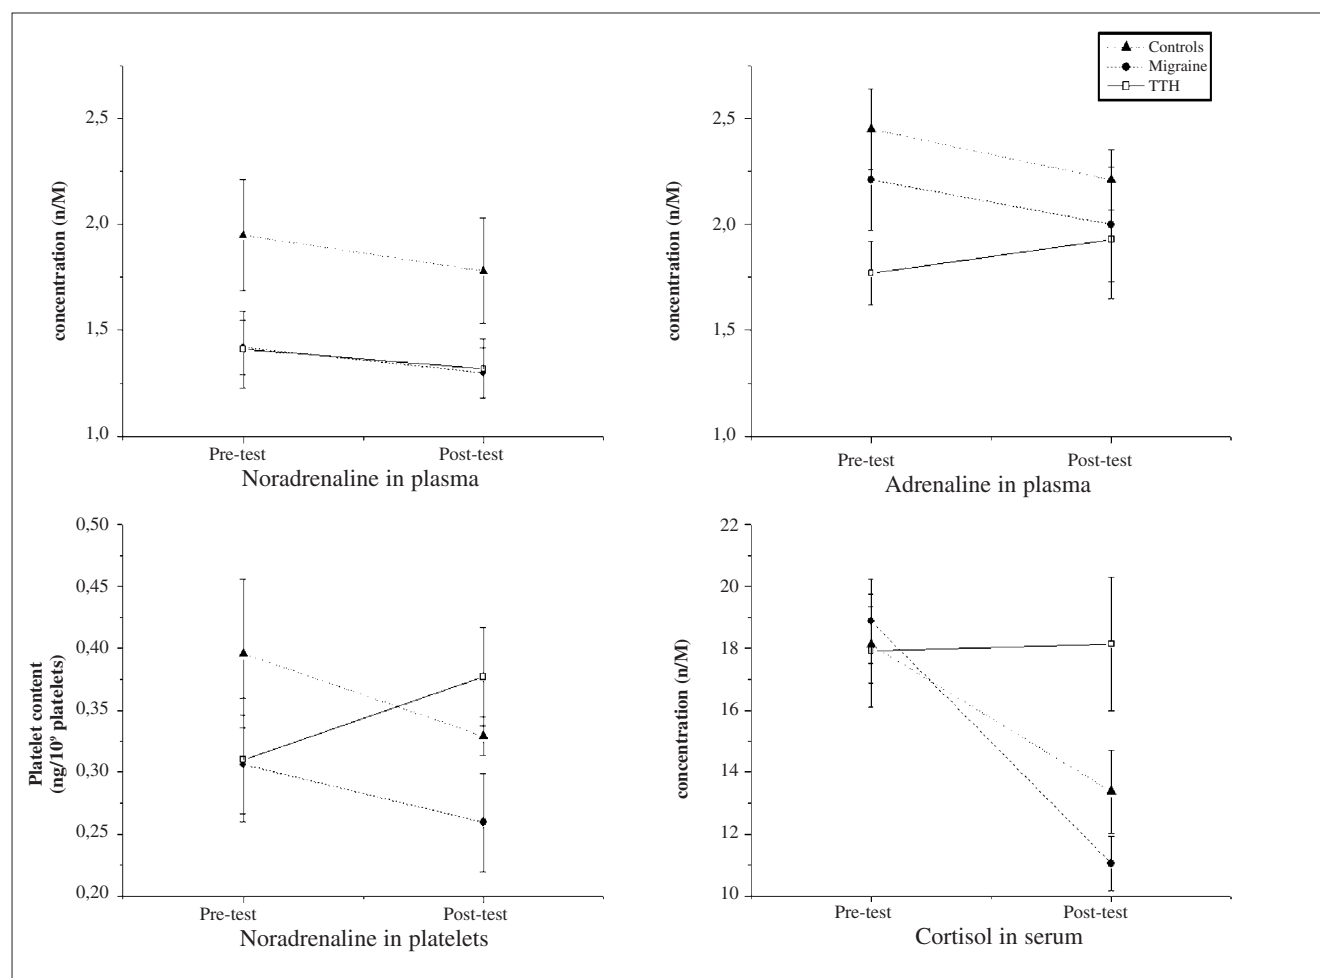 Controls
Migraine
TTH
2,5
2,0
1,5
1,0
concentration (n/M)
Pre-test
Post-test
Noradrenaline in plasma
2,5
2,0
1,5
1,0
concentration (n/M)
Pre-test
Post-test
Adrenaline in plasma
0,50
0,45
0,40
0,35
0,30
0,25
0,20
Platelet content
(ng/10⁹ platelets)
Pre-test
Post-test
Noradrenaline in platelets
22
20
18
16
14
12
10
concentration (n/M)
Pre-test
Post-test
Cortisol in serum